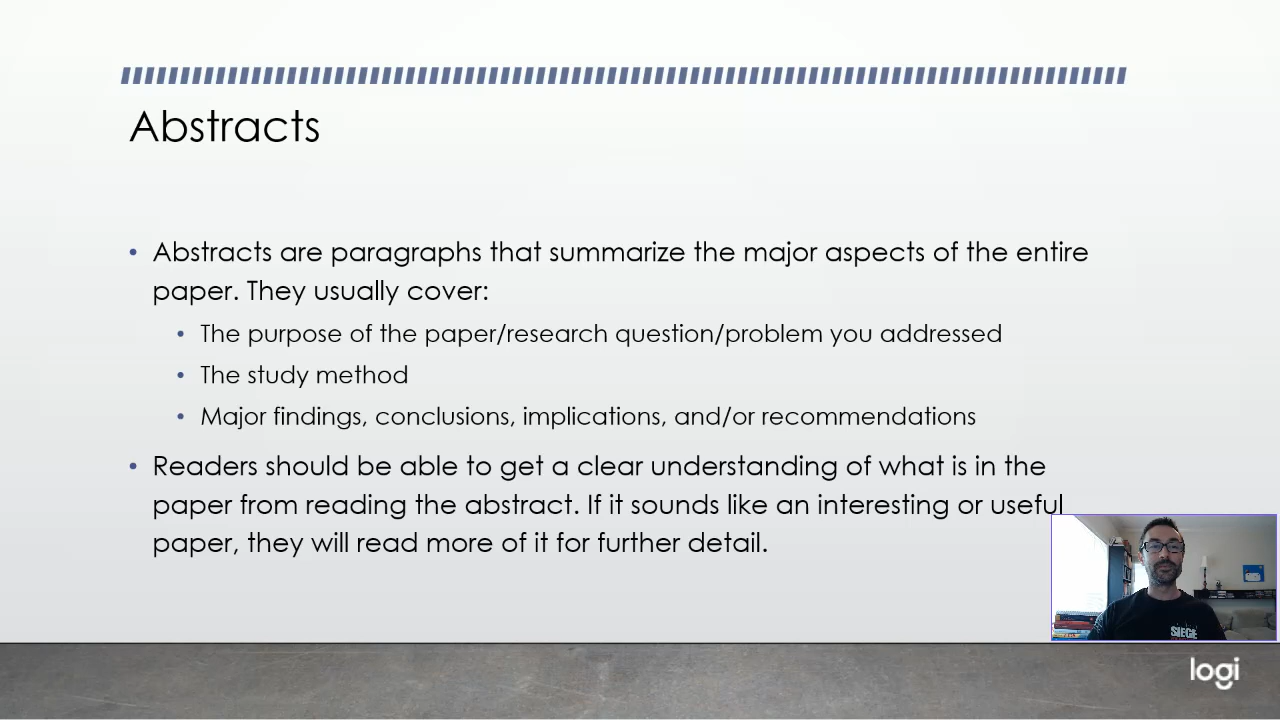 Abstracts
• Abstracts are paragraphs that summarize the major aspects of the entire
paper. They usually cover:
• The purpose of the paper/research question/problem you addressed
• The study method
• Major findings, conclusions, implications, and/or recommendations
• Readers should be able to get a clear understanding of what is in the
paper from reading the abstract. If it sounds like an interesting or useful
paper, they will read more of it for further detail.
SIEGE
logi